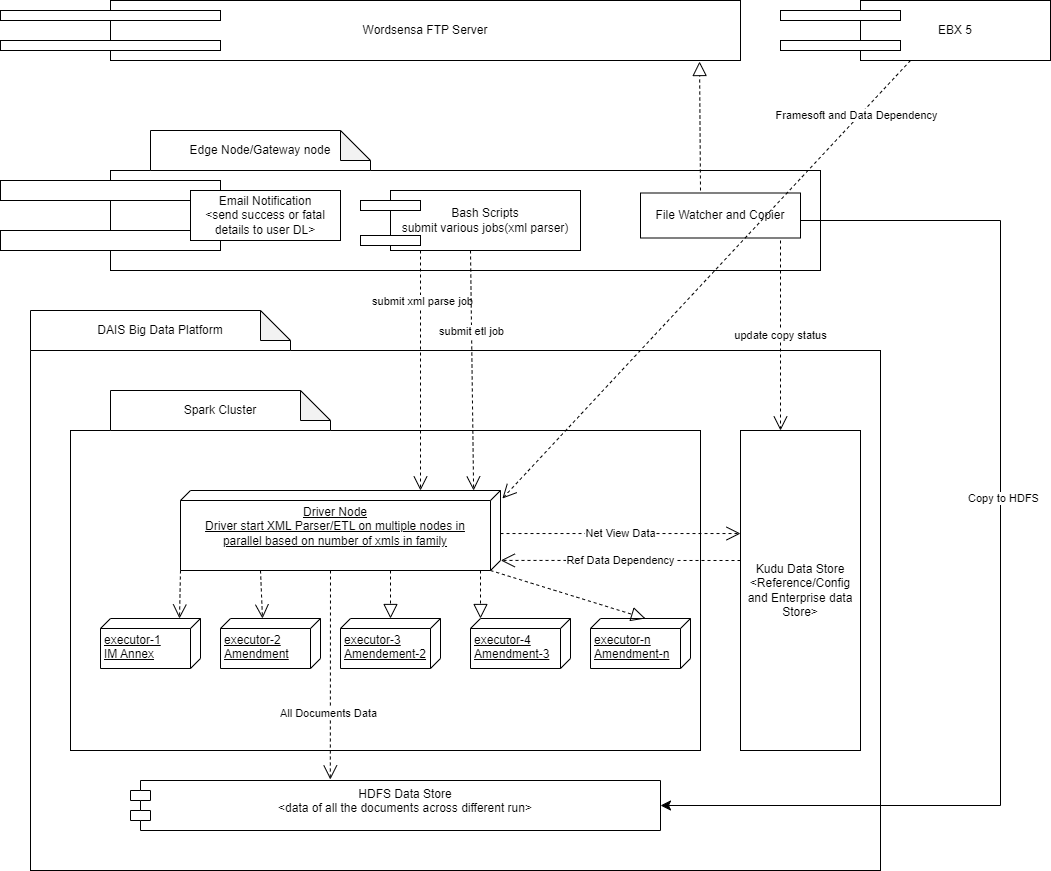 Wordsensa FTP Server
EBX 5
Framesoft and Data Dependency
Edge Node/Gateway node
Email Notification
<send success or fatal
details to user DL>
Bash Scripts
submit various jobs(xml parser)
File Watcher and Copier
submit xml parse job
submit etl job
update copy status
DAIS Big Data Platform
Spark Cluster
Copy to HDFS
Driver Node
Driver start XML Parser/ETL on multiple nodes in
parallel based on number of xmls in family
Net View Data
Ref Data Dependency
Kudu Data Store
<Reference/Config
and Enterprise data
Store>
executor-1
IM Annex
executor-2
Amendment
executor-3
Amendement-2
executor-4
Amendment-3
executor-n
Amendment-n
All Documents Data
HDFS Data Store
<data of all the documents across different run>